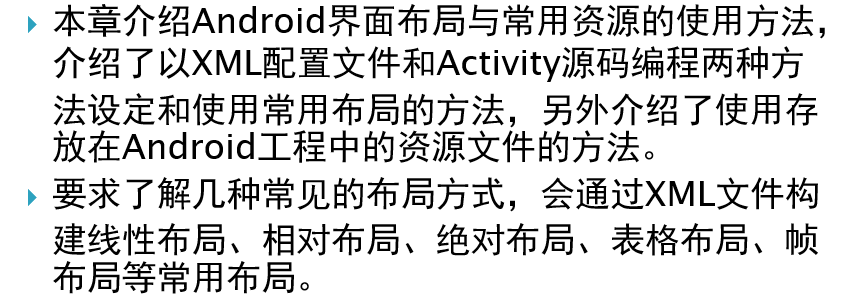 本章介绍Android界面布局与常用资源的使用方法，
介绍了以XML配置文件和Activity源码编程两种方
法设定和使用常用布局的方法，另外介绍了使用存
放在Android工程中的资源文件的方法。
要求了解几种常见的布局方式，会通过XML文件构
建线性布局、相对布局、绝对布局、表格布局、帧
布局等常用布局。